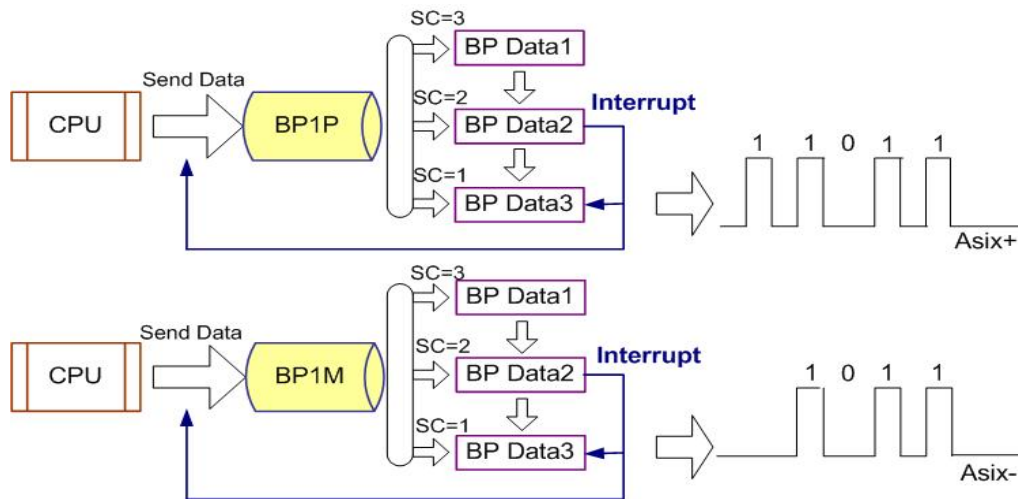 SC=3
BP Data1
Send Data
CPU
BP1P
SC=2
BP Data2
Interrupt
SC=1
BP Data3
1 1 0 1 1
Asix+
SC=3
BP Data1
Send Data
CPU
BP1M
SC=2
BP Data2
Interrupt
SC=1
BP Data3
1 0 1 1
Asix-